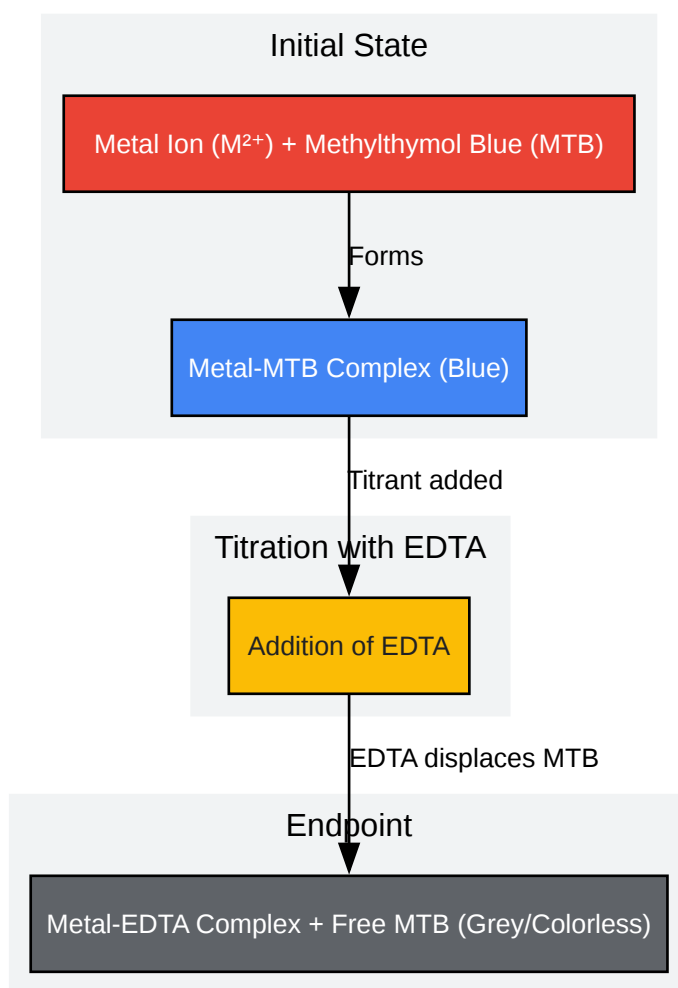 Initial State
Metal Ion (M²⁺) + Methylthymol Blue (MTB)
Forms
Metal-MTB Complex (Blue)
Titrant added
Titration with EDTA
Addition of EDTA
EDTA displaces MTB
Endpoint
Metal-EDTA Complex + Free MTB (Grey/Colorless)